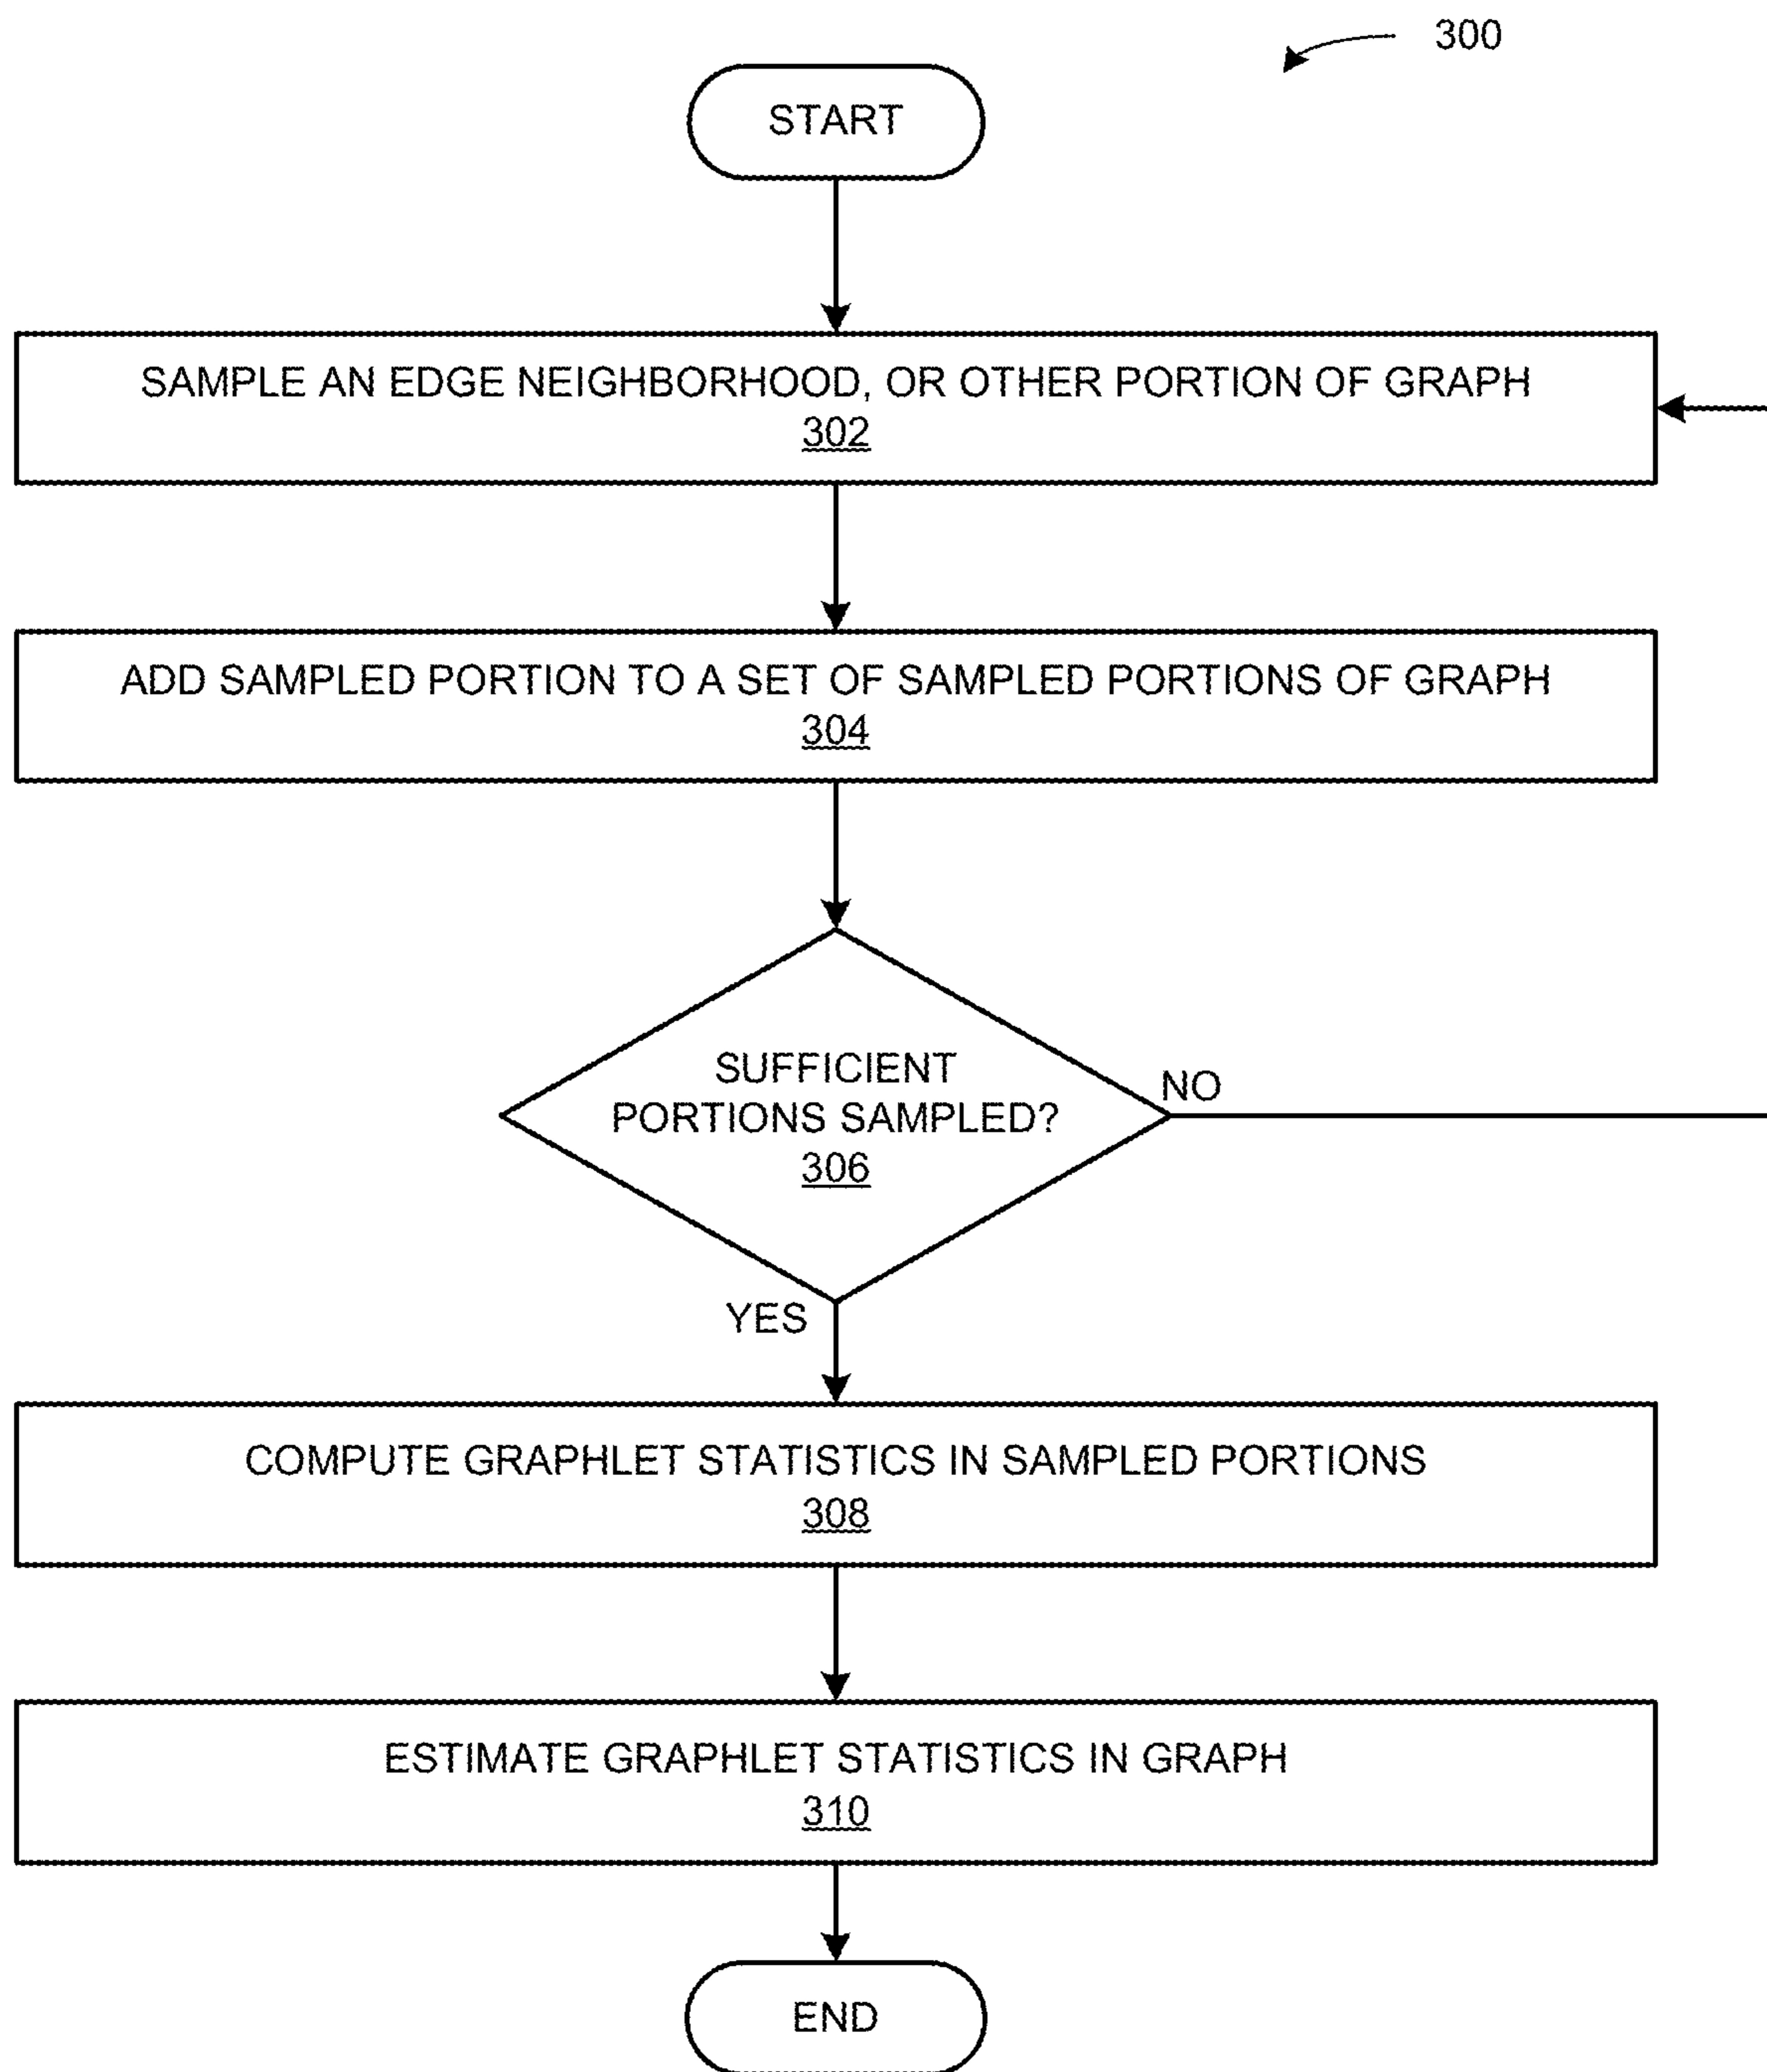 300
START
SAMPLE AN EDGE NEIGHBORHOOD, OR OTHER PORTION OF GRAPH
302
ADD SAMPLED PORTION TO A SET OF SAMPLED PORTIONS OF GRAPH
304
SUFFICIENT
PORTIONS SAMPLED?
306
NO
YES
COMPUTE GRAPHLET STATISTICS IN SAMPLED PORTIONS
308
ESTIMATE GRAPHLET STATISTICS IN GRAPH
310
END